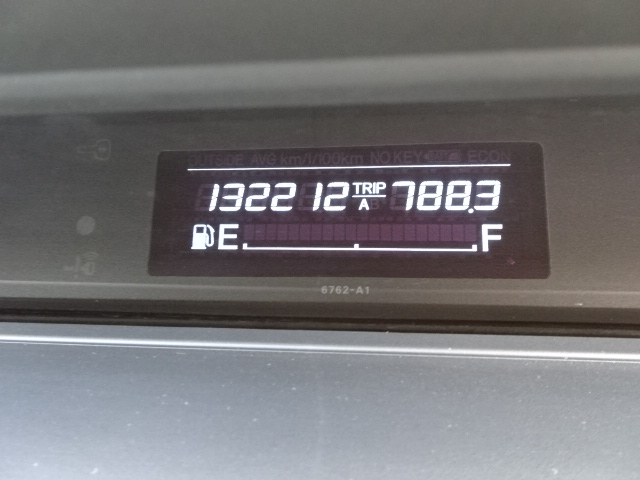 OUTSIDE AVG km/l/100km NO KEY ECON
132212 TRIP A 788.3
E F
6762-A1